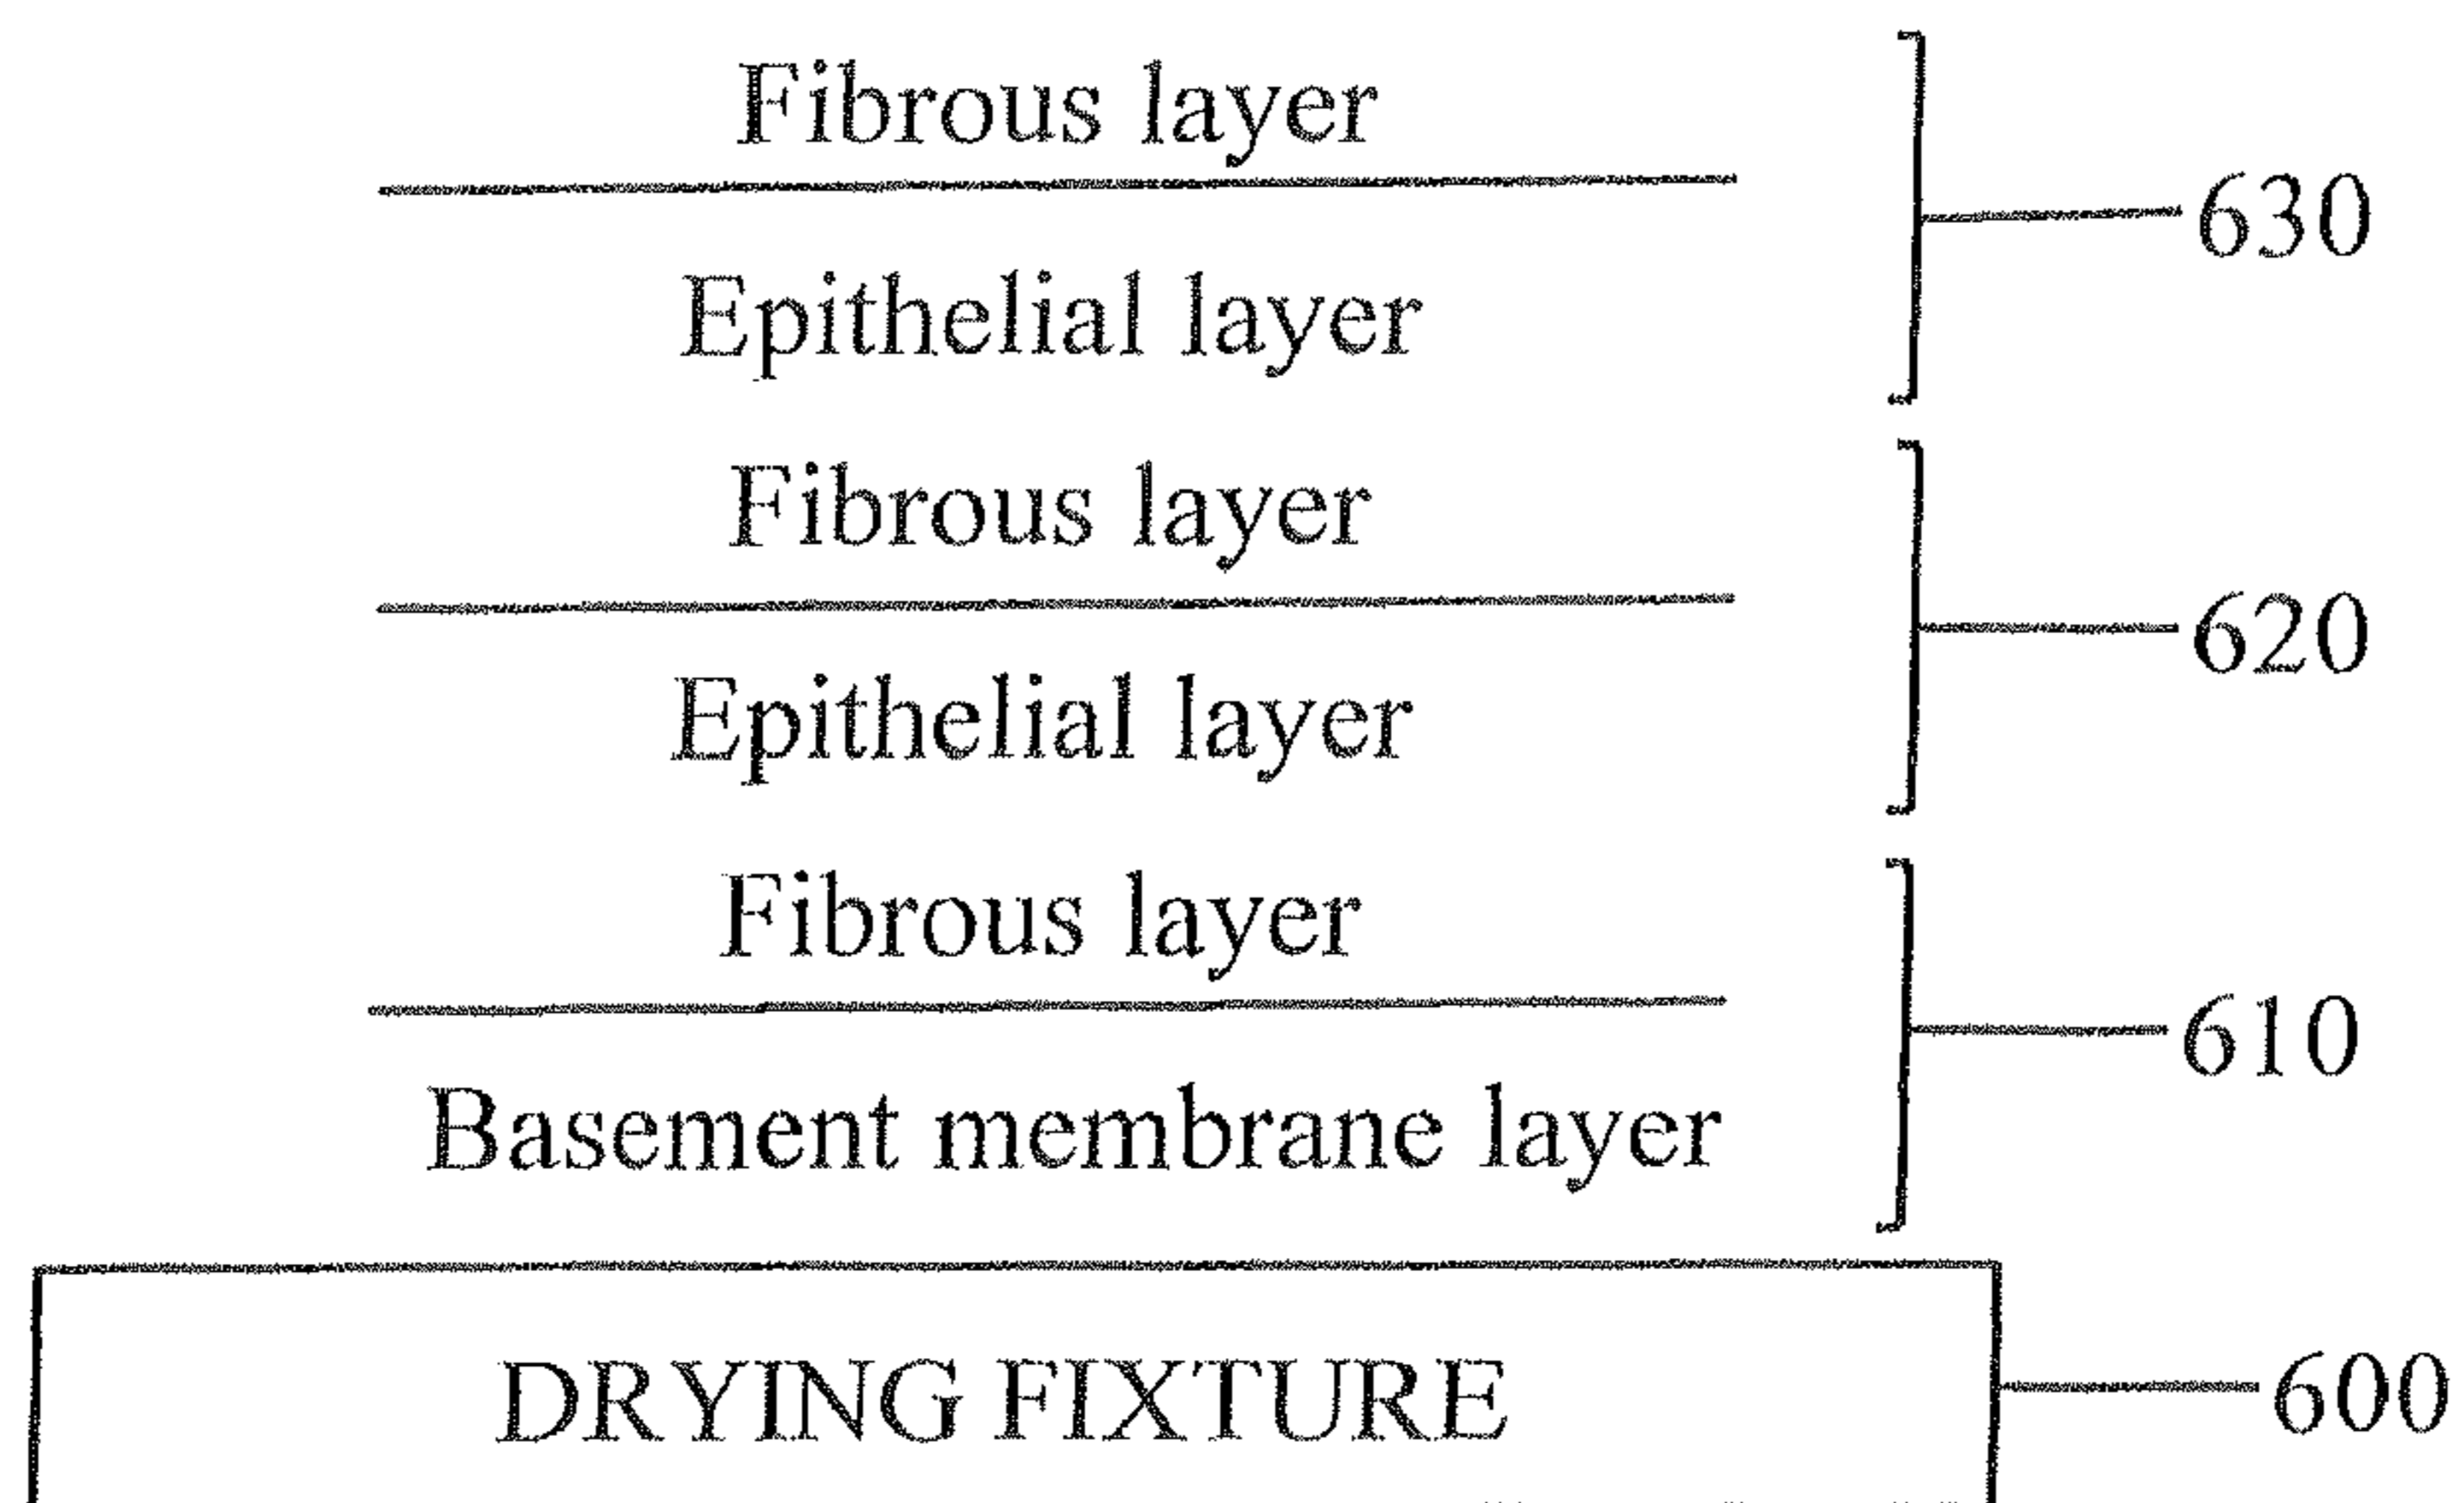 Fibrous layer
630
Epithelial layer
Fibrous layer
620
Epithelial layer
Fibrous layer
610
Basement membrane layer
DRYING FIXTURE
600